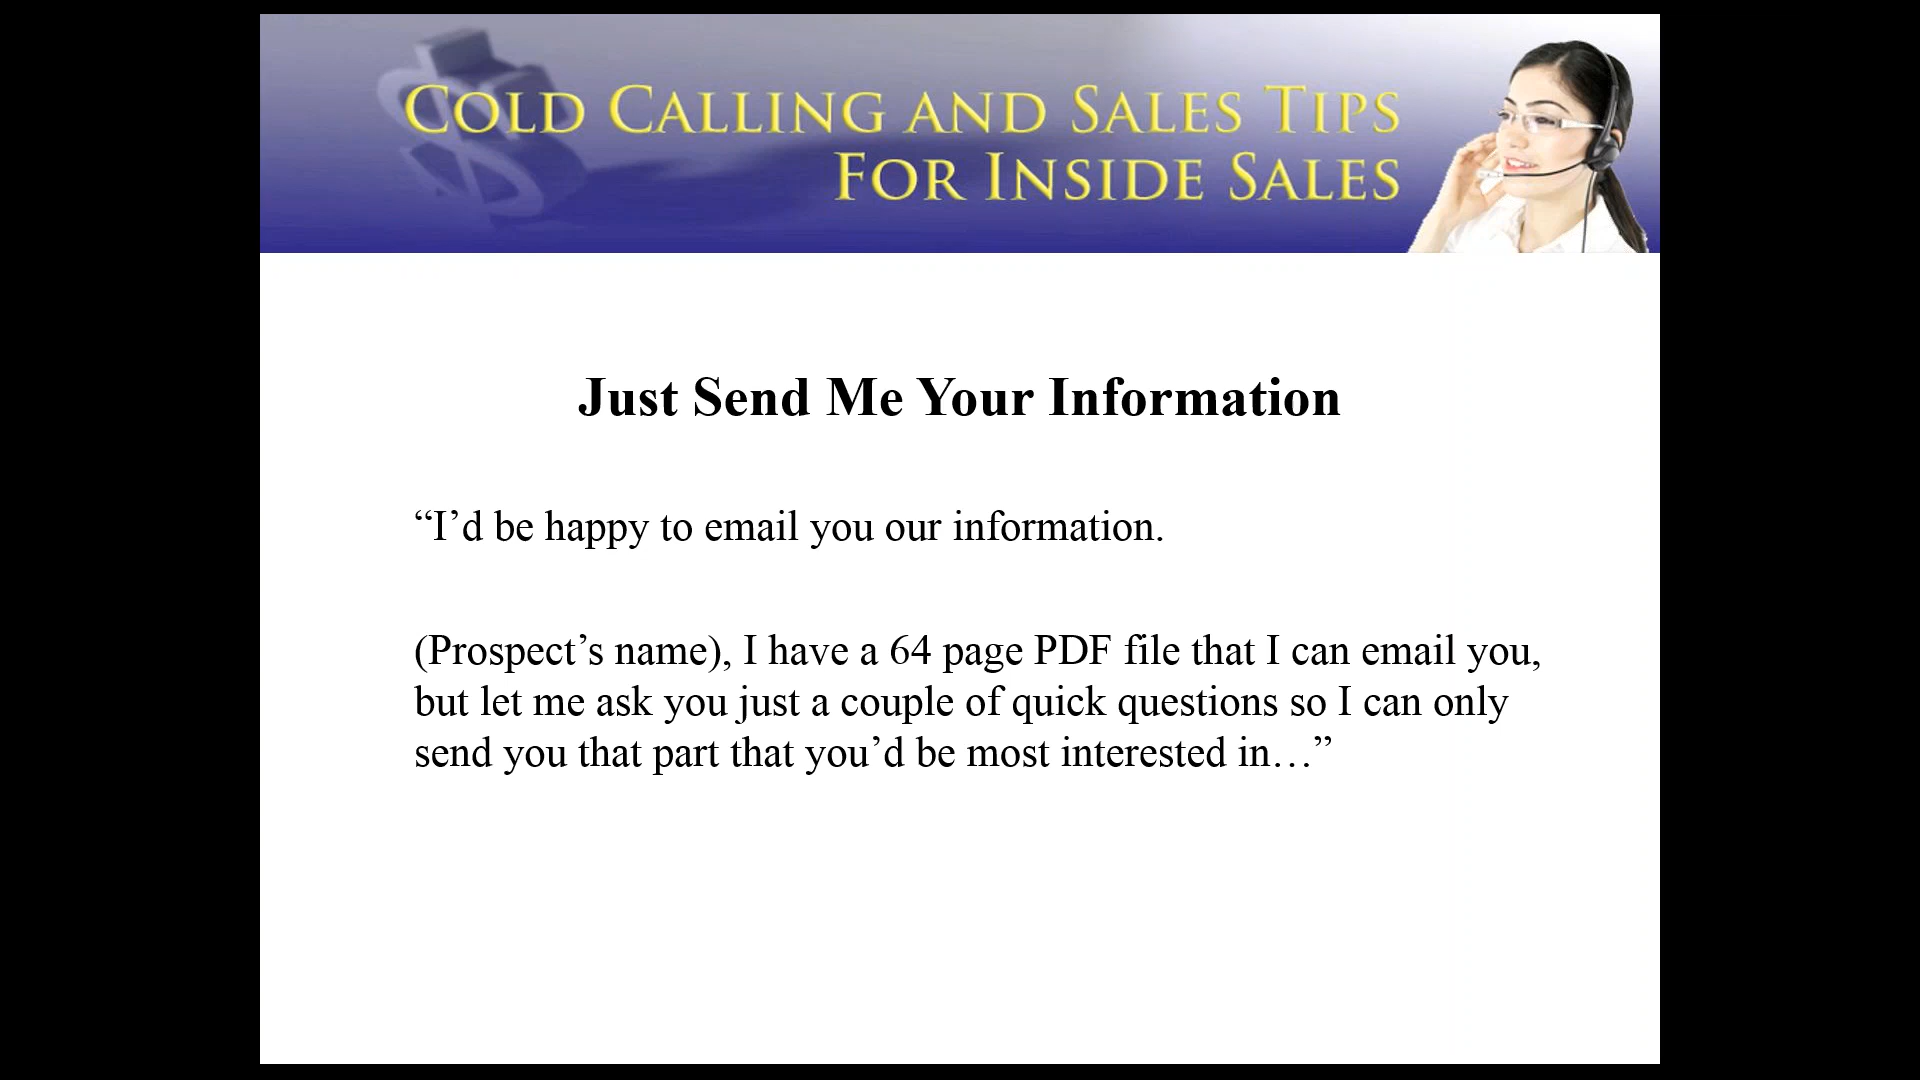 COLD CALLING AND SALES TIPS
FOR INSIDE SALES
Just Send Me Your Information
“I’d be happy to email you our information.
(Prospect’s name), I have a 64 page PDF file that I can email you,
but let me ask you just a couple of quick questions so I can only
send you that part that you’d be most interested in…”